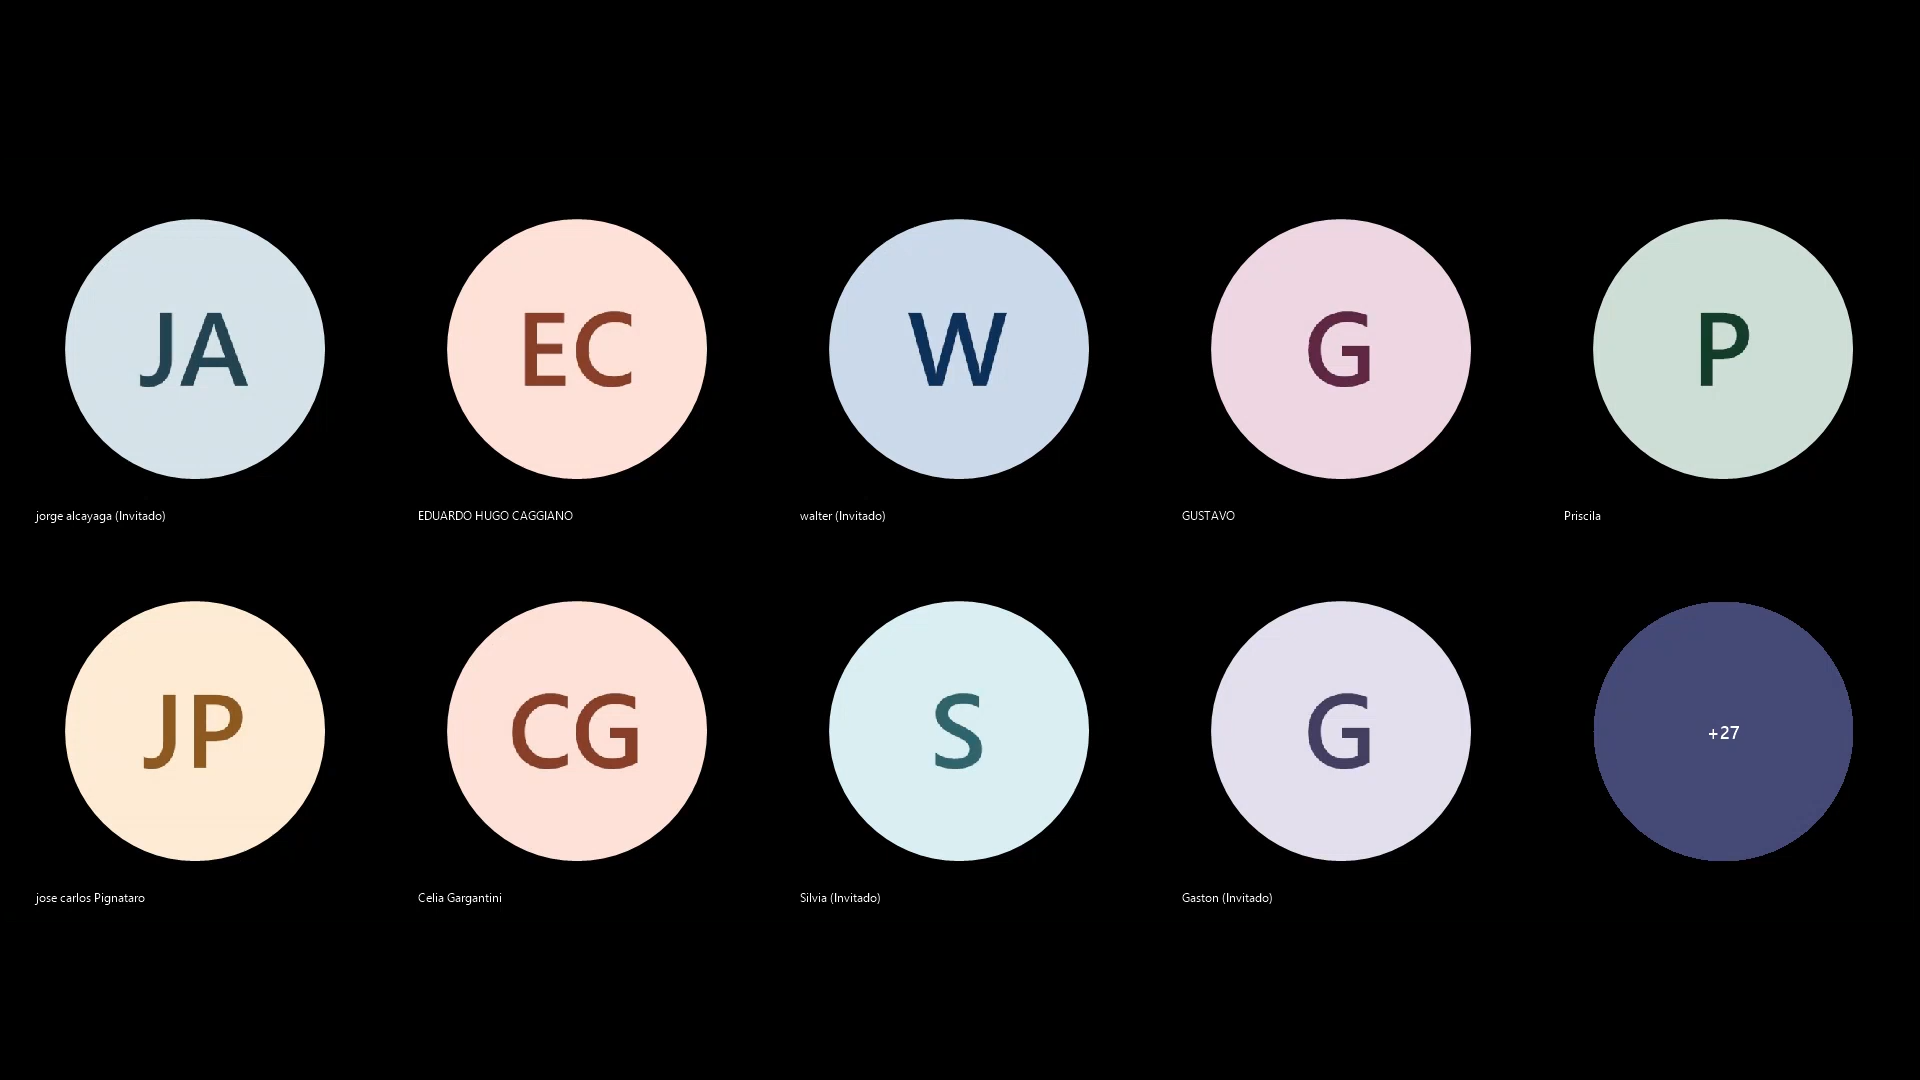 JA
EC
W
G
P
jorge alcayaga (Invitado)
EDUARDO HUGO CAGGIANO
walter (Invitado)
GUSTAVO
Priscila
JP
CG
S
G
+27
jose carlos Pignataro
Celia Gargantini
Silvia (Invitado)
Gaston (Invitado)